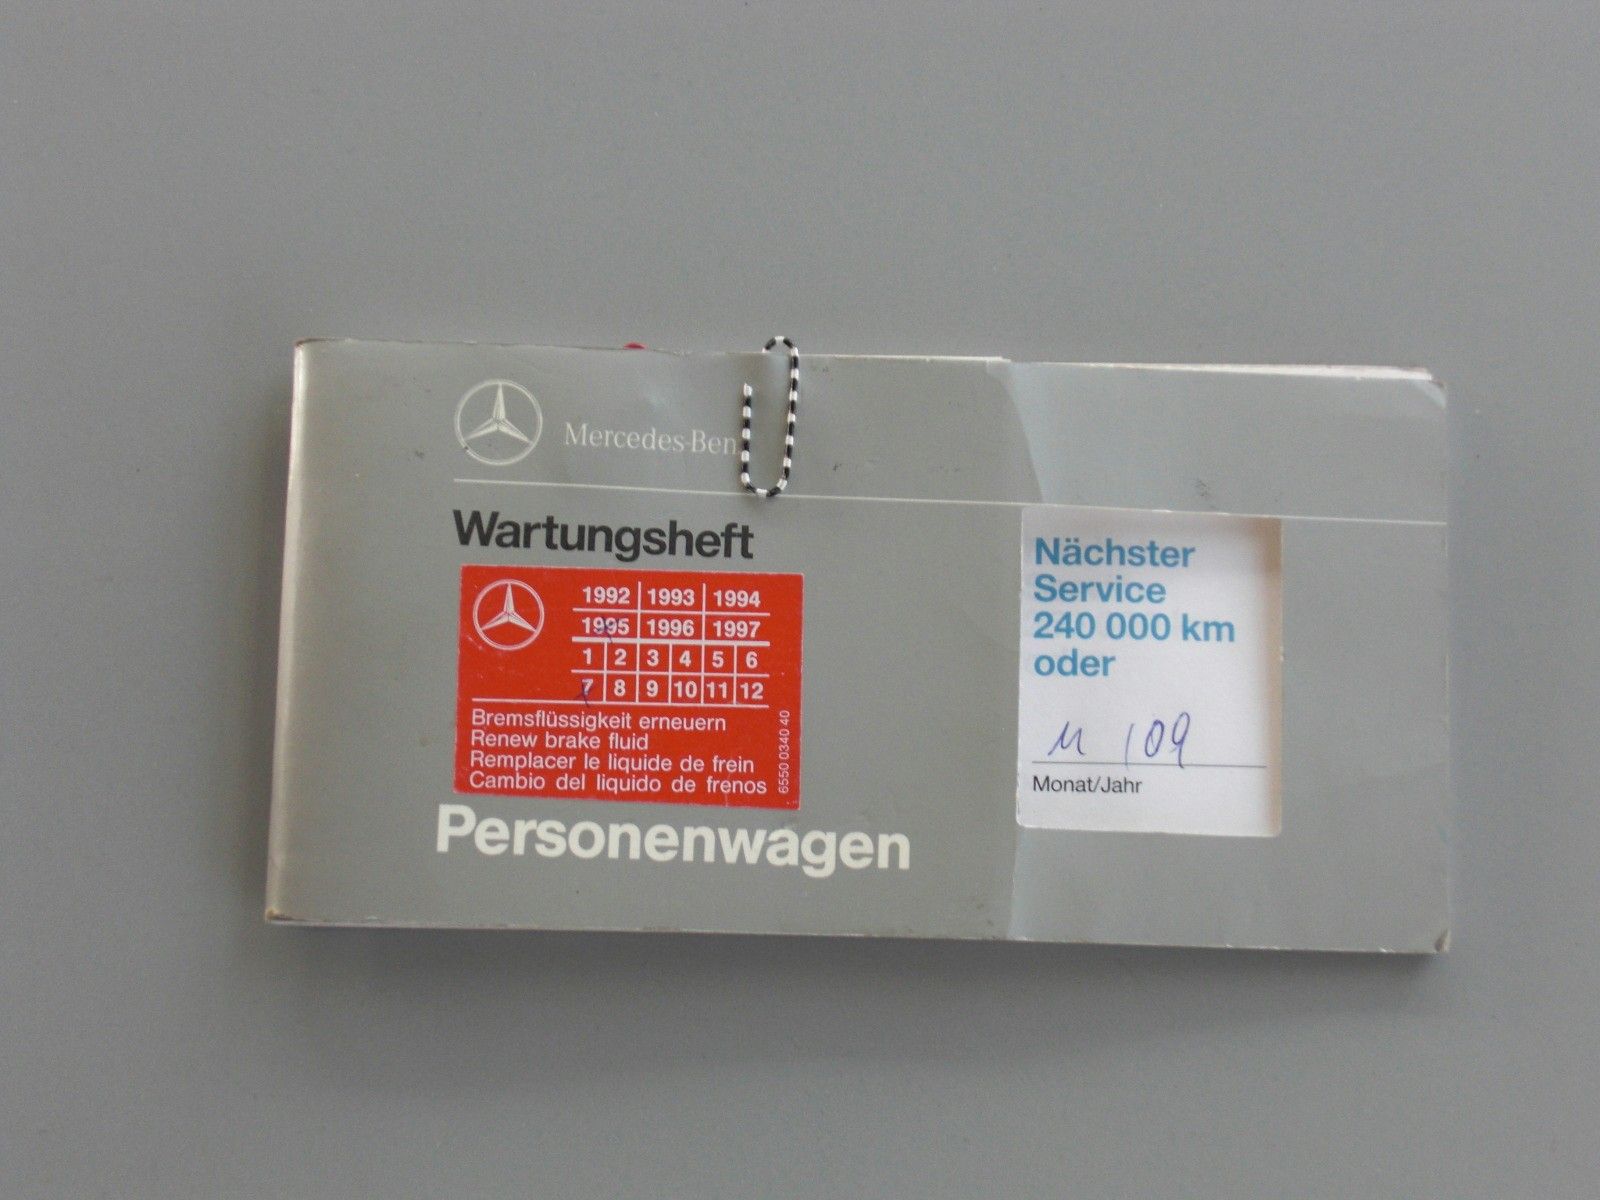 Mercedes-Ben
Wartungsheft
1992 1993 1994
1995 1996 1997
1 2 3 4 5 6
7 8 9 10 11 12
Bremsflüssigkeit erneuern
Renew brake fluid
Remplacer le liquide de frein
Cambio del liquido de frenos
6550 0340 40
Personenwagen
Nächster
Service
240 000 km
oder
11 / 09
Monat/Jahr